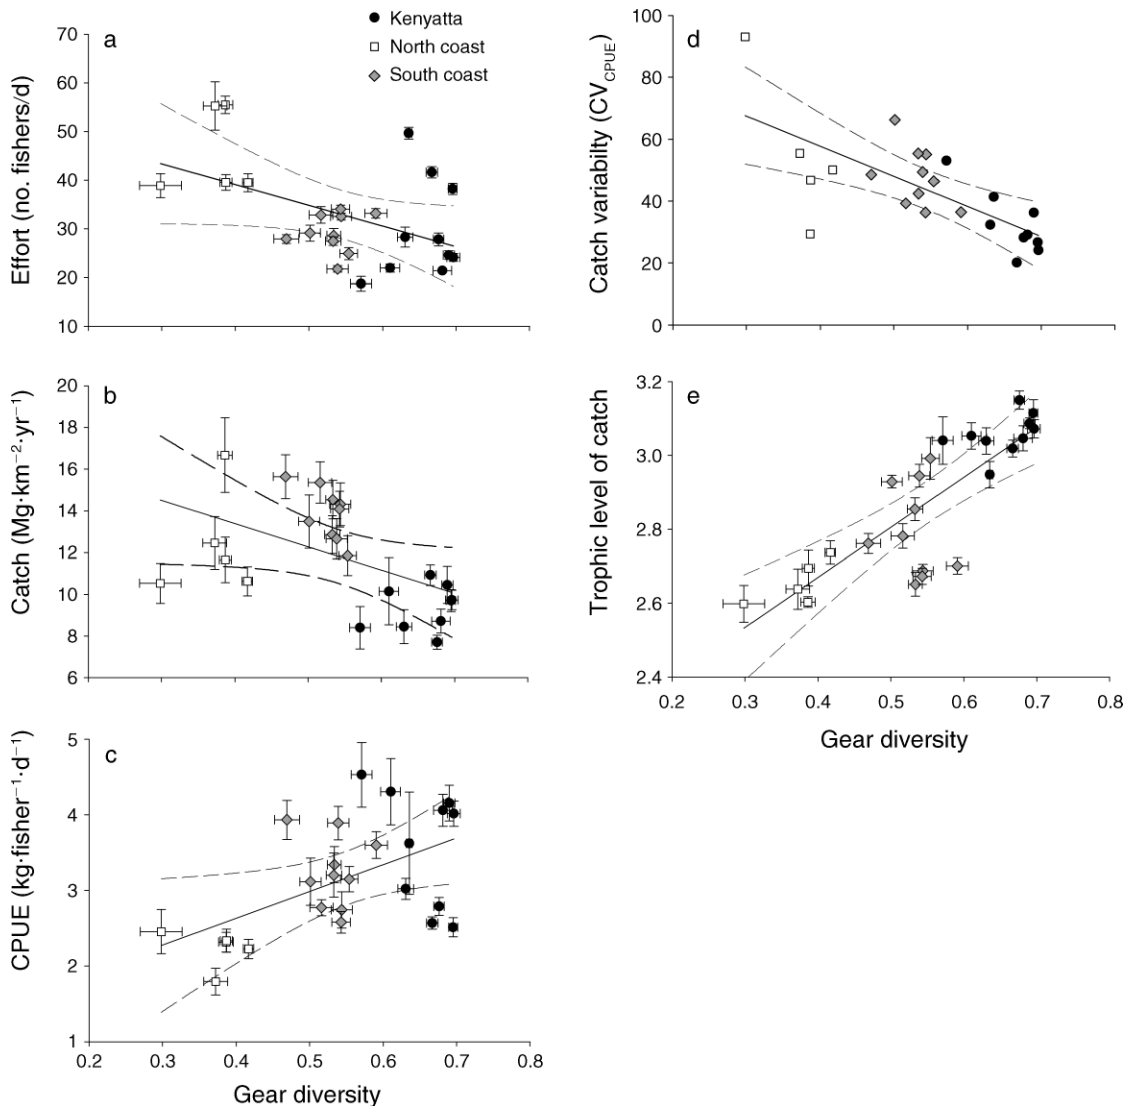 Kenyatta
North coast
South coast
a
70
60
50
40
30
20
10
Effort (no. fishers/d)
d
100
80
60
40
20
0
Catch variabilty (CV_CPUE)
b
20
18
16
14
12
10
8
6
Catch (Mg·km⁻²·yr⁻¹)
e
3.2
3.0
2.8
2.6
2.4
Trophic level of catch
0.2 0.3 0.4 0.5 0.6 0.7 0.8
Gear diversity
c
5
4
3
2
1
CPUE (kg·fisher⁻¹·d⁻¹)
0.2 0.3 0.4 0.5 0.6 0.7 0.8
Gear diversity